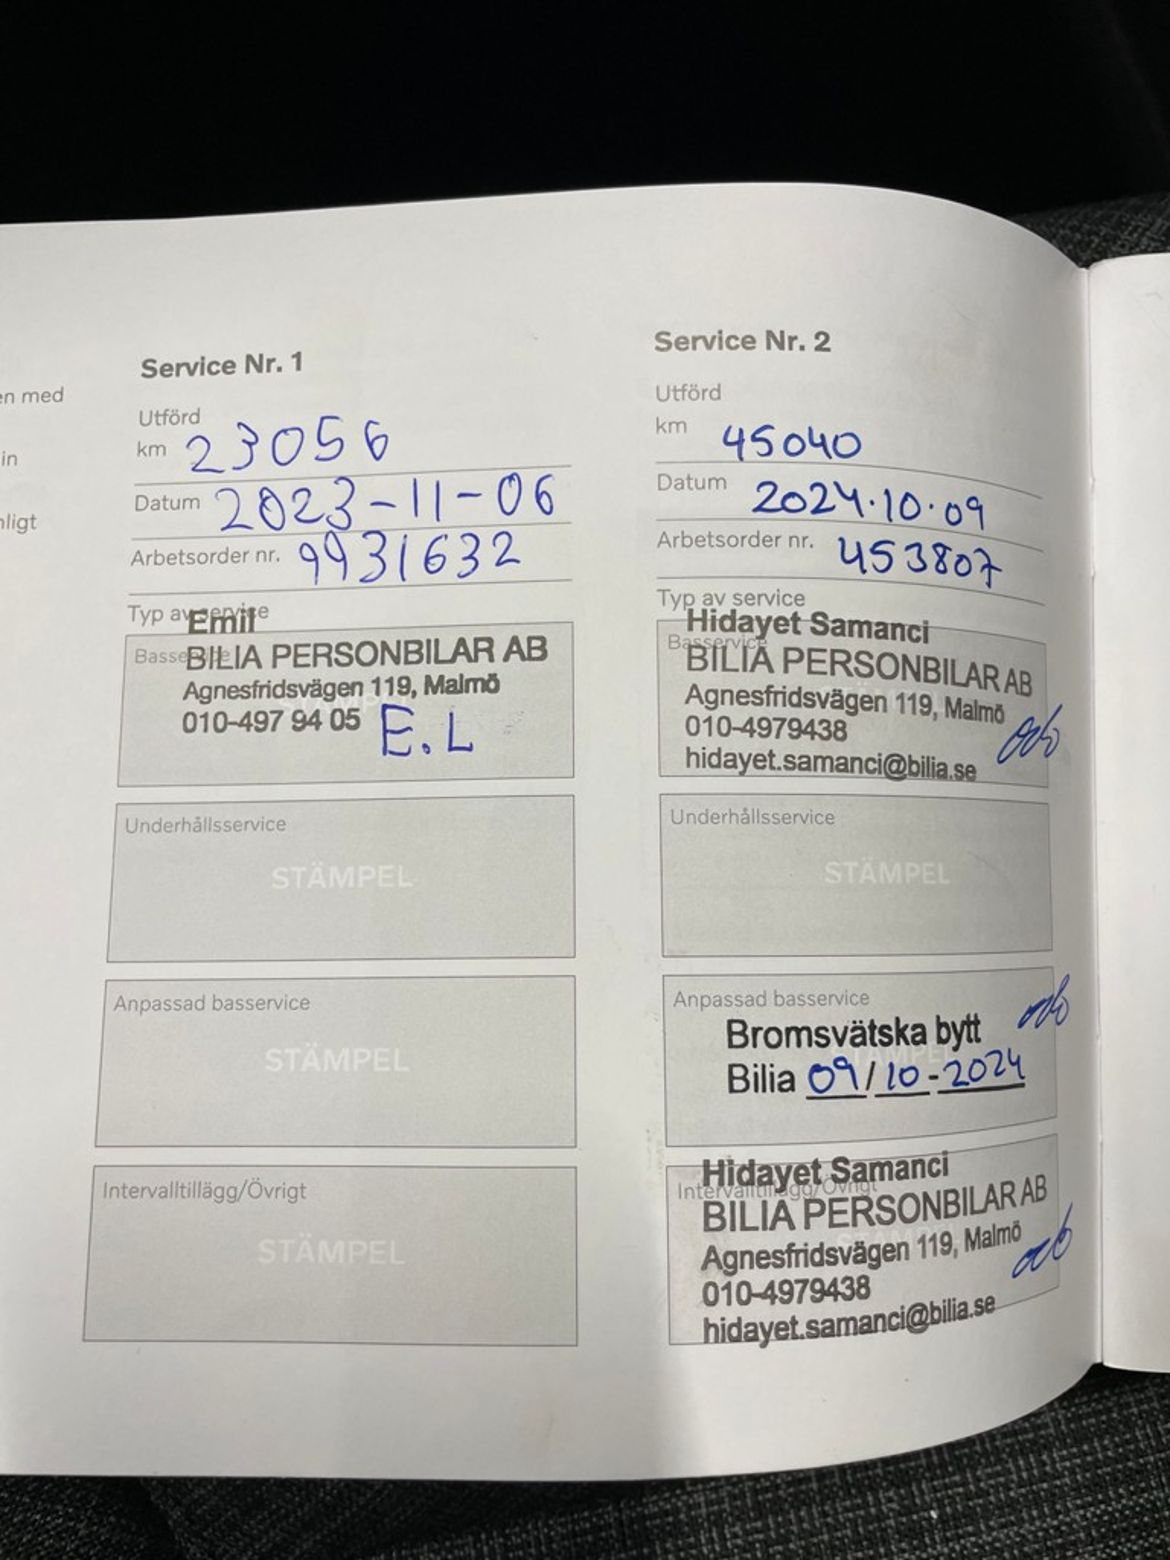 en med
in
nligt
Service Nr. 1
Utförd
km 23056
Datum 2023-11-06
Arbetsorder nr. 9931632
Typ av service
Emil
Basservice
BILIA PERSONBILAR AB
Agnesfridsvägen 119, Malmö
010-497 94 05
E.L
Underhållsservice
STÄMPEL
Anpassad basservice
STÄMPEL
Intervalltillägg/Övrigt
STÄMPEL
Service Nr. 2
Utförd
km 45040
Datum 2024.10.09
Arbetsorder nr. 453807
Typ av service
Hidayet Samanci
Basservice
BILIA PERSONBILAR AB
Agnesfridsvägen 119, Malmö
010-4979438
hidayet.samanci@bilia.se
Underhållsservice
STÄMPEL
Anpassad basservice
Bromsvätska bytt
STÄMPEL
Bilia 09/10-2024
Hidayet Samanci
Intervalltillägg/Övrigt
BILIA PERSONBILAR AB
Agnesfridsvägen 119, Malmö
010-4979438
hidayet.samanci@bilia.se